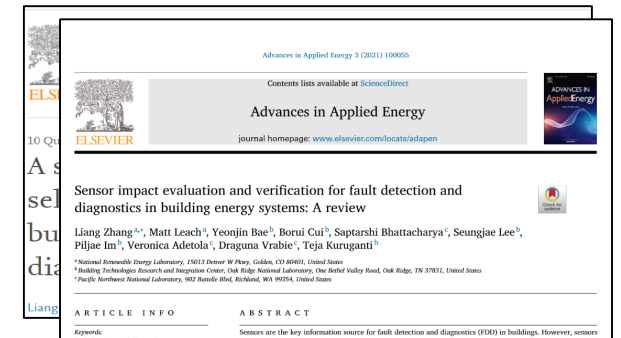 Advances in Applied Energy 3 (2021) 100055
Contents lists available at ScienceDirect
Advances in Applied Energy
journal homepage: www.elsevier.com/locate/adapen
ELSEVIER
ADVANCES IN
AppliedEnergy
Check for
updates
Sensor impact evaluation and verification for fault detection and
diagnostics in building energy systems: A review
Liang Zhang a,*, Matt Leach a, Yeonjin Bae b, Borui Cui b, Saptarshi Bhattacharya c, Seungjae Lee b,
Piljae Im b, Veronica Adetola c, Draguna Vrabie c, Teja Kuruganti b
a National Renewable Energy Laboratory, 15013 Denver W Pkwy, Golden, CO 80401, United States
b Building Technologies Research and Integration Center, Oak Ridge National Laboratory, One Bethel Valley Road, Oak Ridge, TN 37831, United States
c Pacific Northwest National Laboratory, 902 Battelle Blvd, Richland, WA 99354, United States
ARTICLE INFO
ABSTRACT
Keywords:
Sensors are the key information source for fault detection and diagnostics (FDD) in buildings. However, sensors
ELS
10 Qu
A s
sel
bu
dia
Liang